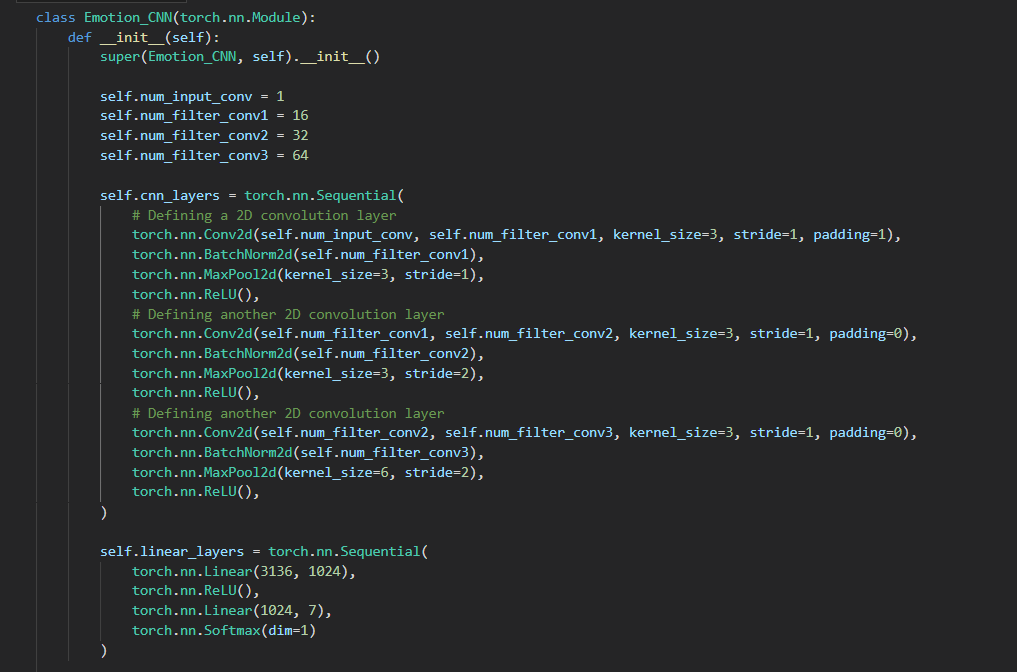 class Emotion_CNN(torch.nn.Module):
    def __init__(self):
        super(Emotion_CNN, self).__init__()

        self.num_input_conv = 1
        self.num_filter_conv1 = 16
        self.num_filter_conv2 = 32
        self.num_filter_conv3 = 64

        self.cnn_layers = torch.nn.Sequential(
            # Defining a 2D convolution layer
            torch.nn.Conv2d(self.num_input_conv, self.num_filter_conv1, kernel_size=3, stride=1, padding=1),
            torch.nn.BatchNorm2d(self.num_filter_conv1),
            torch.nn.MaxPool2d(kernel_size=3, stride=1),
            torch.nn.ReLU(),
            # Defining another 2D convolution layer
            torch.nn.Conv2d(self.num_filter_conv1, self.num_filter_conv2, kernel_size=3, stride=1, padding=0),
            torch.nn.BatchNorm2d(self.num_filter_conv2),
            torch.nn.MaxPool2d(kernel_size=3, stride=2),
            torch.nn.ReLU(),
            # Defining another 2D convolution layer
            torch.nn.Conv2d(self.num_filter_conv2, self.num_filter_conv3, kernel_size=3, stride=1, padding=0),
            torch.nn.BatchNorm2d(self.num_filter_conv3),
            torch.nn.MaxPool2d(kernel_size=6, stride=2),
            torch.nn.ReLU(),
        )

        self.linear_layers = torch.nn.Sequential(
            torch.nn.Linear(3136, 1024),
            torch.nn.ReLU(),
            torch.nn.Linear(1024, 7),
            torch.nn.Softmax(dim=1)
        )